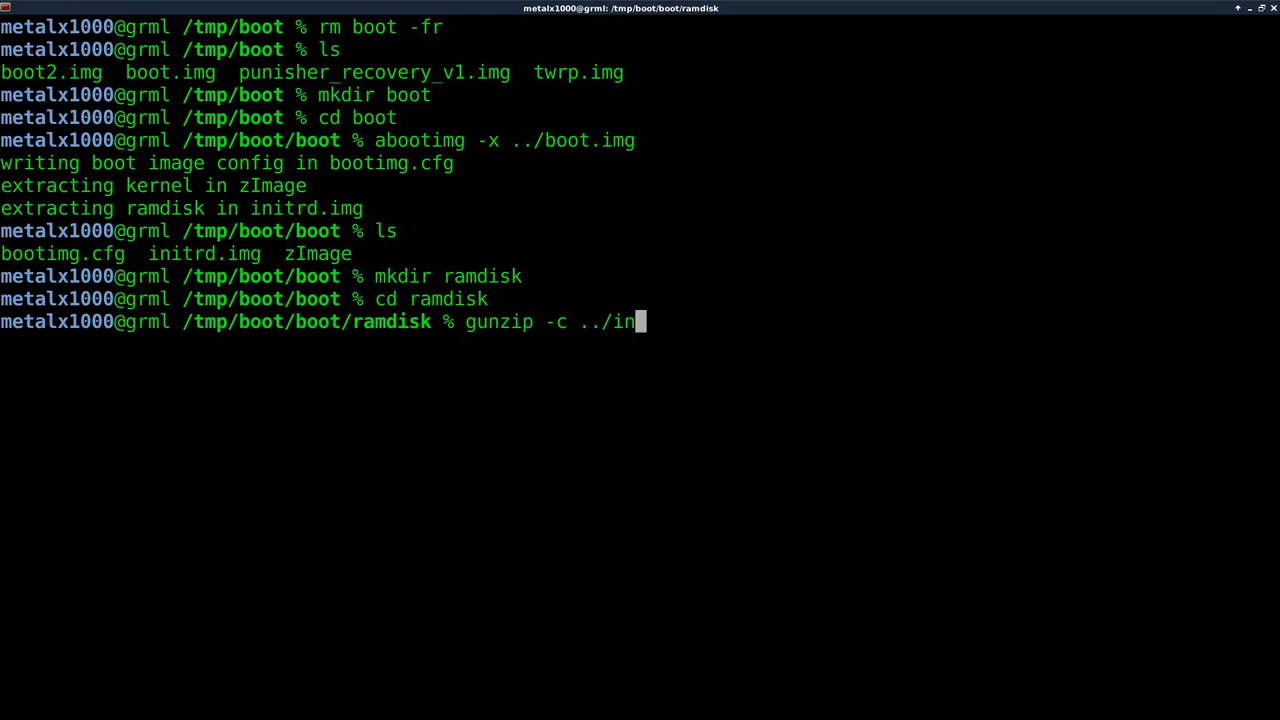 metalx1000@grml: /tmp/boot/boot/ramdisk
metalx1000@grml /tmp/boot % rm boot -fr
metalx1000@grml /tmp/boot % ls
boot2.img  boot.img  punisher_recovery_v1.img  twrp.img
metalx1000@grml /tmp/boot % mkdir boot
metalx1000@grml /tmp/boot % cd boot
metalx1000@grml /tmp/boot/boot % abootimg -x ../boot.img
writing boot image config in bootimg.cfg
extracting kernel in zImage
extracting ramdisk in initrd.img
metalx1000@grml /tmp/boot/boot % ls
bootimg.cfg  initrd.img  zImage
metalx1000@grml /tmp/boot/boot % mkdir ramdisk
metalx1000@grml /tmp/boot/boot % cd ramdisk
metalx1000@grml /tmp/boot/boot/ramdisk % gunzip -c ../in